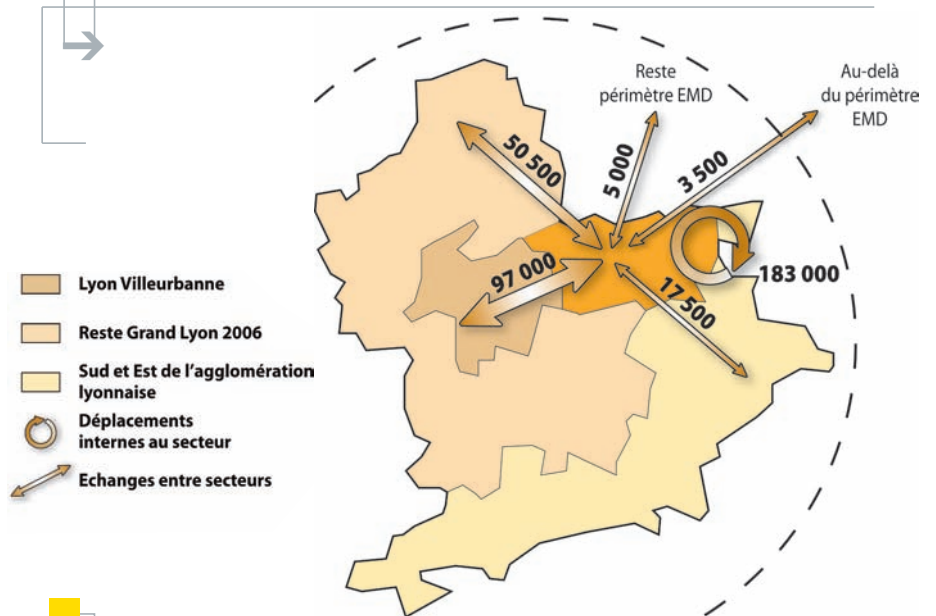 Reste
périmètre EMD
Au-delà
du périmètre
EMD
50 500
5 000
3 500
97 000
183 000
17 500
Lyon Villeurbanne
Reste Grand Lyon 2006
Sud et Est de l'agglomération
lyonnaise
Déplacements
internes au secteur
Echanges entre secteurs